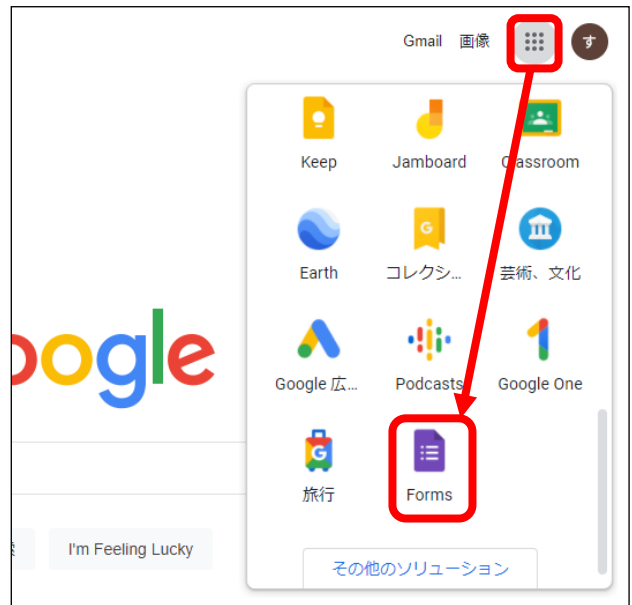 Gmail 画像 す
Keep Jamboard Classroom
G
Earth コレクシ... 芸術、文化
oogle
Google 広... Podcasts Google One
G
旅行 Forms
I'm Feeling Lucky
その他のソリューション